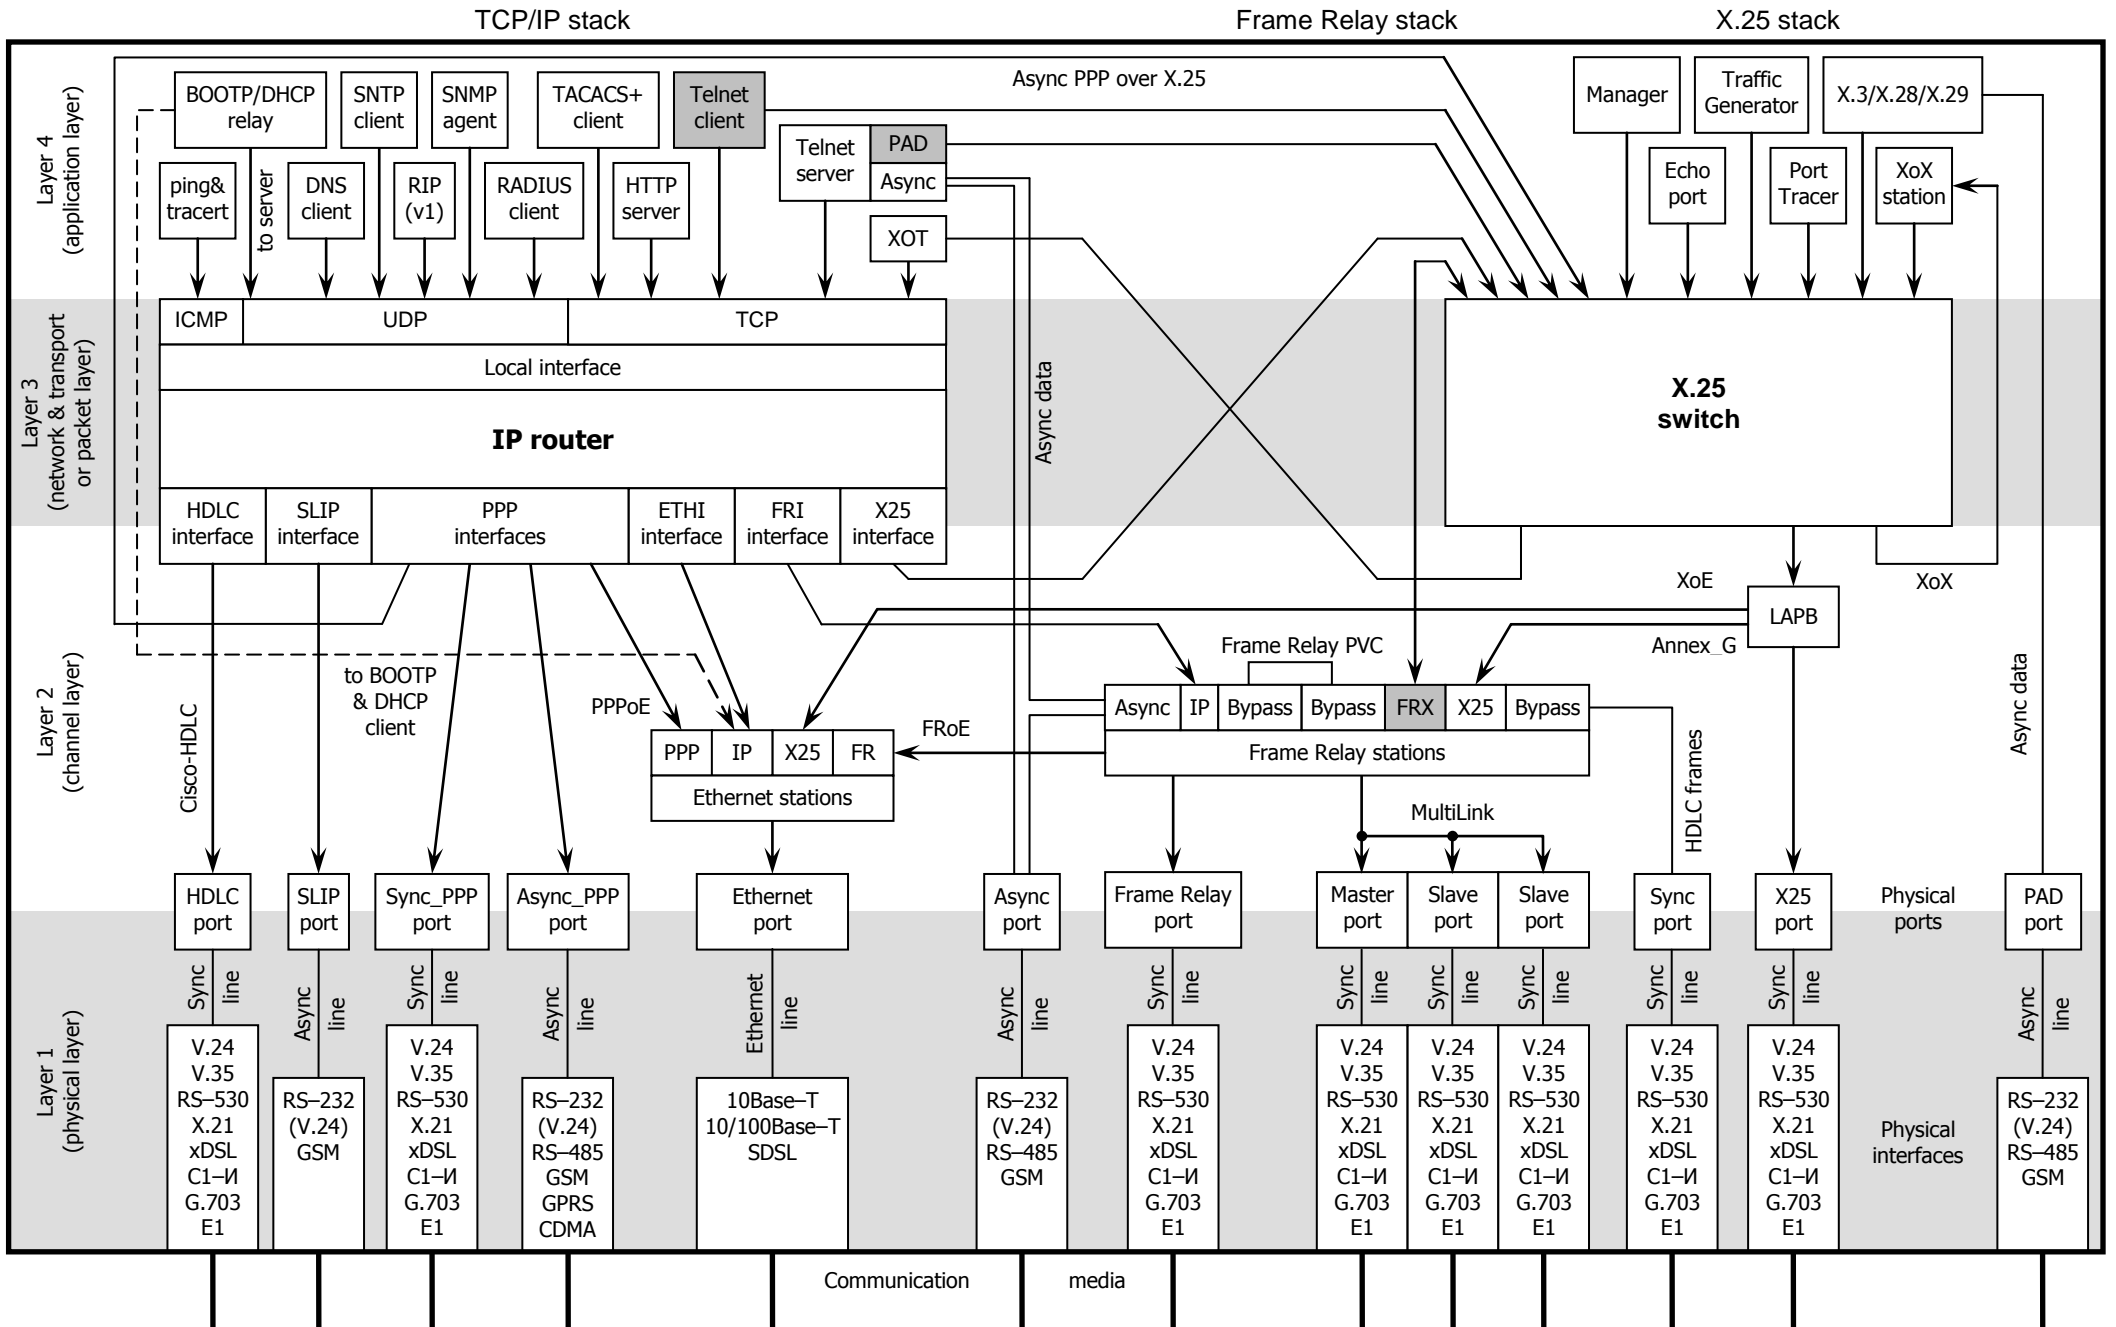 TCP/IP stack
Frame Relay stack
X.25 stack
Layer 4
(application layer)
BOOTP/DHCP
relay
SNTP
client
SNMP
agent
TACACS+
client
Telnet
client
Async PPP over X.25
Manager
Traffic
Generator
X.3/X.28/X.29
Telnet
server
PAD
Async
ping&
tracert
to server
DNS
client
RIP
(v1)
RADIUS
client
HTTP
server
XOT
Echo
port
Port
Tracer
XoX
station
Layer 3
(network & transport
or packet layer)
ICMP
UDP
TCP
Local interface
IP router
Async data
X.25
switch
HDLC
interface
SLIP
interface
PPP
interfaces
ETHI
interface
FRI
interface
X25
interface
XoE
XoX
LAPB
Annex_G
Layer 2
(channel layer)
Cisco-HDLC
to BOOTP
& DHCP
client
PPPoE
Frame Relay PVC
Async
IP
Bypass
Bypass
FRX
X25
Bypass
Frame Relay stations
FRoE
PPP
IP
X25
FR
Ethernet stations
MultiLink
HDLC frames
Async data
HDLC
port
SLIP
port
Sync_PPP
port
Async_PPP
port
Ethernet
port
Async
port
Frame Relay
port
Master
port
Slave
port
Slave
port
Sync
port
X25
port
Physical
ports
PAD
port
Layer 1
(physical layer)
Sync
line
Async
line
Sync
line
Async
line
Ethernet
line
Async
line
Sync
line
Sync
line
Sync
line
Sync
line
Sync
line
Sync
line
Async
line
V.24
V.35
RS–530
X.21
xDSL
C1–И
G.703
E1
RS–232
(V.24)
GSM
V.24
V.35
RS–530
X.21
xDSL
C1–И
G.703
E1
RS–232
(V.24)
RS–485
GSM
GPRS
CDMA
10Base–T
10/100Base–T
SDSL
RS–232
(V.24)
RS–485
GSM
V.24
V.35
RS–530
X.21
xDSL
C1–И
G.703
E1
V.24
V.35
RS–530
X.21
xDSL
C1–И
G.703
E1
V.24
V.35
RS–530
X.21
xDSL
C1–И
G.703
E1
V.24
V.35
RS–530
X.21
xDSL
C1–И
G.703
E1
V.24
V.35
RS–530
X.21
xDSL
C1–И
G.703
E1
V.24
V.35
RS–530
X.21
xDSL
C1–И
G.703
E1
Physical
interfaces
RS–232
(V.24)
RS–485
GSM
Communication media